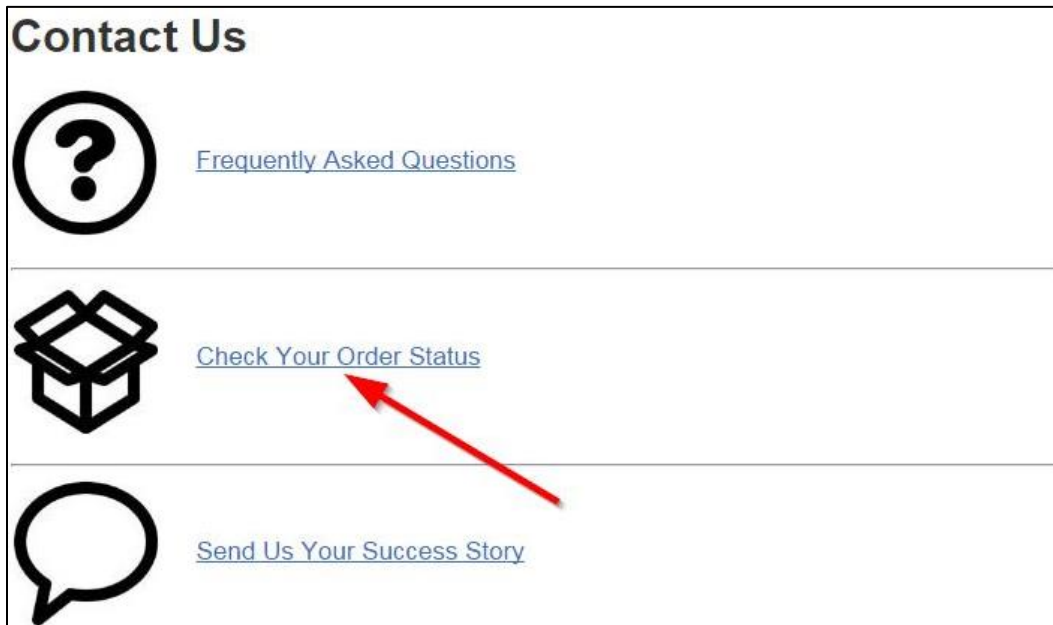 Contact Us
Frequently Asked Questions
Check Your Order Status
Send Us Your Success Story